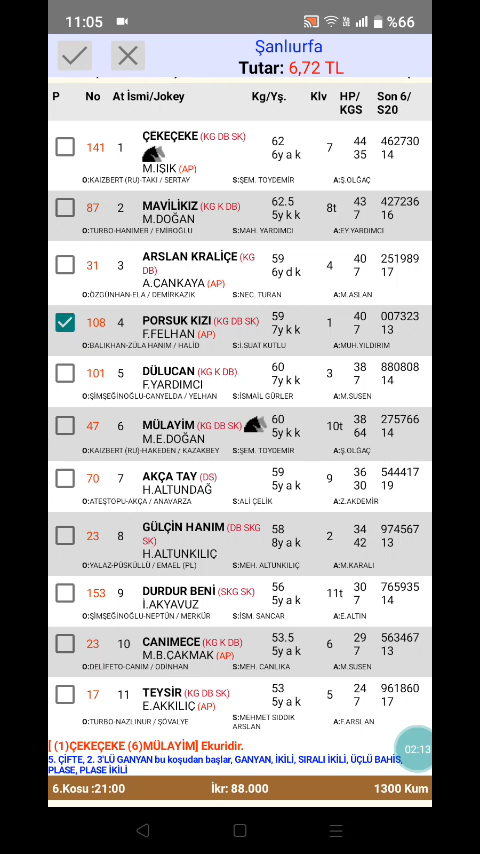 11:05 %66
Şanlıurfa
Tutar: 6,72 TL
P No At İsmi/Jokey Kg/Yş. Klv HP/ Son 6/
KGS S20
141 1 ÇEKEÇEKE (KG DB SK) 62 7 44 462730
6y a k 35 14
M.IŞIK (AP)
O:KAIZBERT (RU)-TAKI / SERTAY S:ŞEM. TOYDEMİR A:Ş.OLĞAÇ
87 2 MAVİLİKIZ (KG K DB) 62.5 8t 43 427236
M.DOĞAN 5y k k 7 16
O:TURBO-HANIMER / EMİROĞLU S:MAH. YARDIMCI A:EY.YARDIMCI
31 3 ARSLAN KRALİÇE (KG 59 4 40 251989
DB) 6y d k 7 17
A.ÇANKAYA (AP)
O:ÖZGÜNHAN-ELA / DEMİRKAZIK S:NEC. TURAN A:M.ASLAN
108 4 PORSUK KIZI (KG DB SK) 59 1 40 007323
F.FELHAN (AP) 7y k k 7 13
O:BALIKHAN-ZÜLA HANIM / HALİD S:İ.SUAT KUTLU A:MUH.YILDIRIM
101 5 DÜLUCAN (KG K DB) 60 3 38 880808
F.YARDIMCI 7y k k 7 14
O:ŞİMŞEĞİNOĞLU-CANYELDA / YELHAN S:İSMAİL GÜRLER A:M.SUSEN
47 6 MÜLAYİM (KG DB SK) 60 10t 38 275766
M.E.DOĞAN 5y k k 64 14
O:KAIZBERT (RU)-HAKEDEN / KAZAKBEY S:ŞEM. TOYDEMİR A:Ş.OLĞAÇ
70 7 AKÇA TAY (DS) 59 9 36 544417
H.ALTUNDAĞ 5y a k 30 19
O:ATEŞTOPU-AKÇA / ANAVARZA S:ALİ ÇELİK A:Z.AKDEMİR
23 8 GÜLÇİN HANIM (DB SKG 58 2 34 974567
SK) 8y a k 42 13
H.ALTUNKILIÇ
O:YALAZ-PÜSKÜLLÜ / EMAEL (PL) S:MEH. ALTUNKILIÇ A:M.KARALI
153 9 DURDUR BENİ (SKG SK) 56 11t 30 765935
İ.AKYAVUZ 5y a k 7 14
O:ŞİMŞEĞİNOĞLU-NEPTÜN / MERKÜR S:İSM. SANCAR A:E.ALTIN
23 10 CANIMECE (KG K DB) 53.5 6 29 563467
M.B.ÇAKMAK (AP) 5y a k 7 13
O:DELİFETO-CANIM / ODİNHAN S:MEH. CANLIKA A:M.SUSEN
17 11 TEYSİR (KG DB SK) 53 5 24 961860
E.AKKILIÇ (AP) 5y a k 7 17
O:TURBO-NAZLINUR / ŞÖVALYE S:MEHMET SIDDIK A:F.ARSLAN
ARSLAN
[ (1)ÇEKEÇEKE (6)MÜLAYİM] Ekuridir.
02:13
5. ÇİFTE, 2. 3'LÜ GANYAN bu koşudan başlar, GANYAN, İKİLİ, SIRALI İKİLİ, ÜÇLÜ BAHİS,
PLASE, PLASE İKİLİ
6.Kosu :21:00 İkr: 88.000 1300 Kum